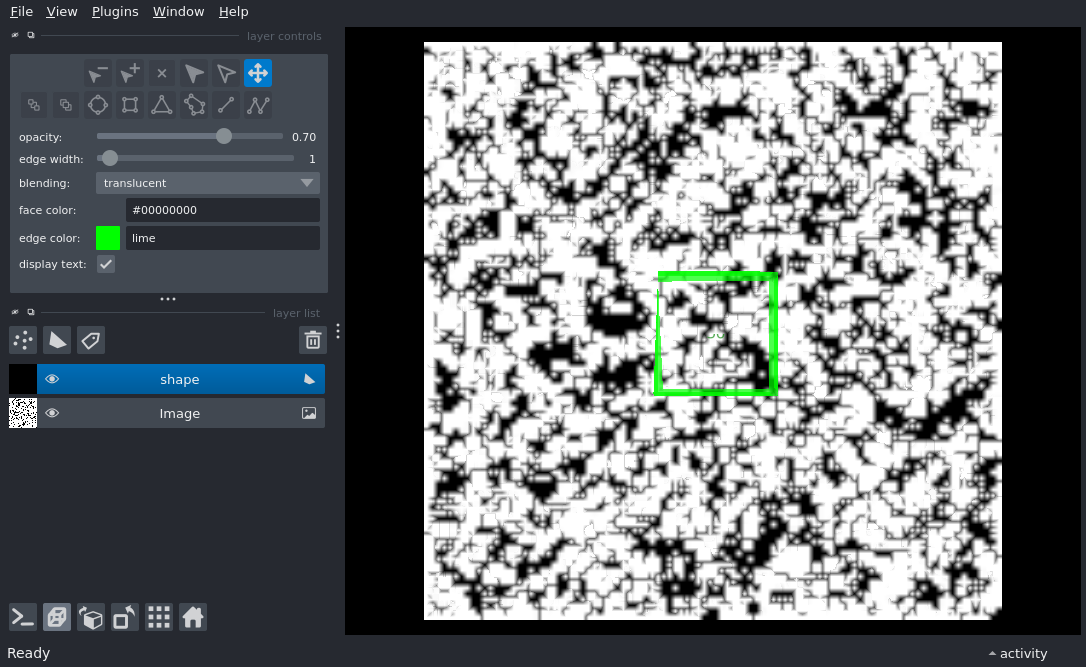 File View Plugins Window Help
layer controls
opacity: 0.70
edge width: 1
blending: translucent
face color: #00000000
edge color: lime
display text:
layer list
shape
Image
Ready
activity